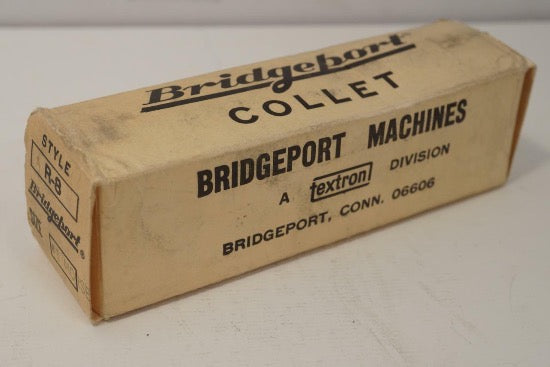 Bridgeport
COLLET
BRIDGEPORT MACHINES
A textron DIVISION
BRIDGEPORT, CONN. 06606
STYLE
R-8
Bridgeport®